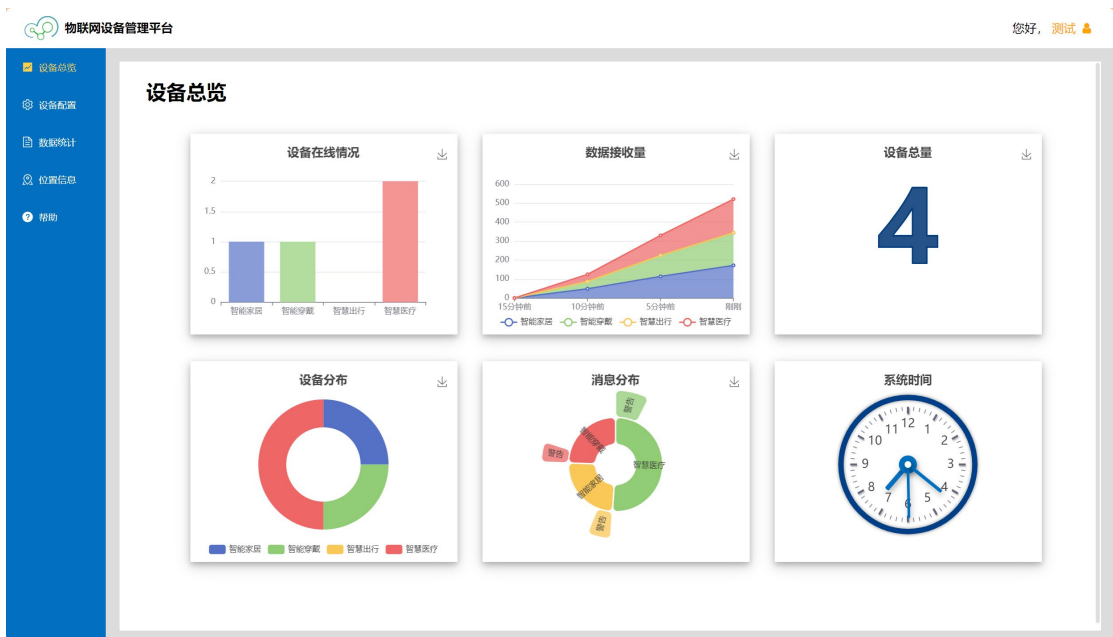 物联网设备管理平台
您好， 测试
设备总览
设备配置
数据统计
位置信息
帮助
设备总览
设备在线情况
2
1.5
1
0.5
0
智能家居 智能穿戴 智慧出行 智慧医疗
数据接收量
600
500
400
300
200
100
0
15分钟前 10分钟前 5分钟前 刚刚
智能家居 智能穿戴 智慧出行 智慧医疗
设备总量
4
设备分布
智能家居 智能穿戴 智慧出行 智慧医疗
消息分布
警告
智能穿戴
警告
智慧医疗
智能家居
警告
系统时间
12
11 1
10 2
9 3
8 4
7 5
6